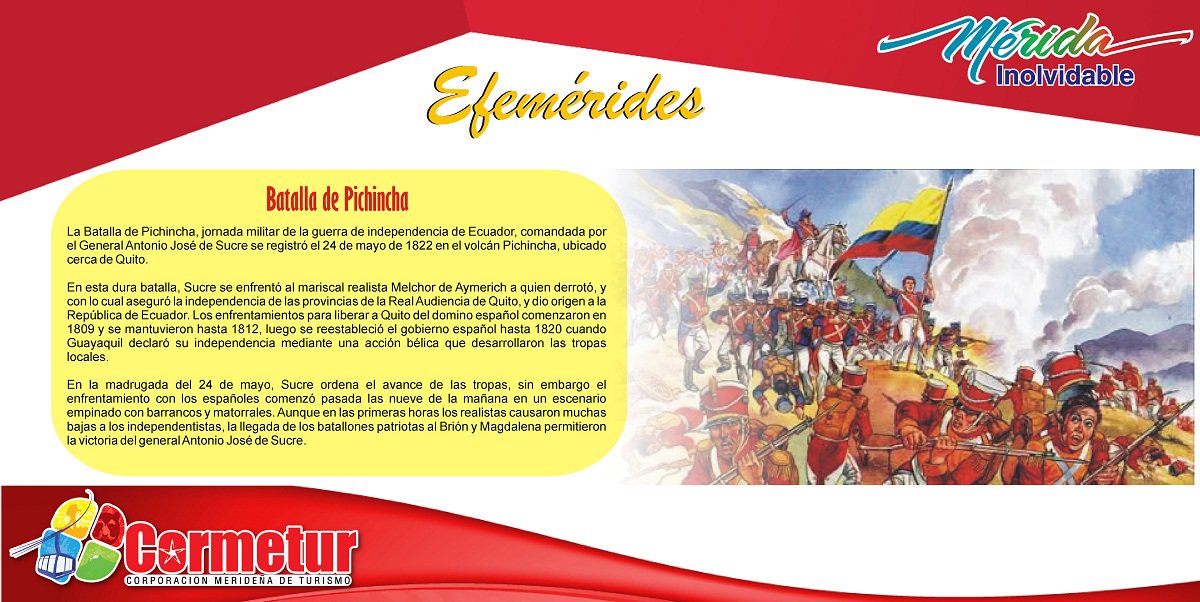 Mérida
Inolvidable
Efemérides
Batalla de Pichincha
La Batalla de Pichincha, jornada militar de la guerra de independencia de Ecuador, comandada por
el General Antonio José de Sucre se registró el 24 de mayo de 1822 en el volcán Pichincha, ubicado
cerca de Quito.
En esta dura batalla, Sucre se enfrentó al mariscal realista Melchor de Aymerich a quien derrotó, y
con lo cual aseguró la independencia de las provincias de la Real Audiencia de Quito, y dio origen a la
República de Ecuador. Los enfrentamientos para liberar a Quito del domino español comenzaron en
1809 y se mantuvieron hasta 1812, luego se reestableció el gobierno español hasta 1820 cuando
Guayaquil declaró su independencia mediante una acción bélica que desarrollaron las tropas
locales.
En la madrugada del 24 de mayo, Sucre ordena el avance de las tropas, sin embargo el
enfrentamiento con los españoles comenzó pasada las nueve de la mañana en un escenario
empinado con barrancos y matorrales. Aunque en las primeras horas los realistas causaron muchas
bajas a los independentistas, la llegada de los batallones patriotas al Brión y Magdalena permitieron
la victoria del general Antonio José de Sucre.
Cormetur
CORPORACION MERIDEÑA DE TURISMO